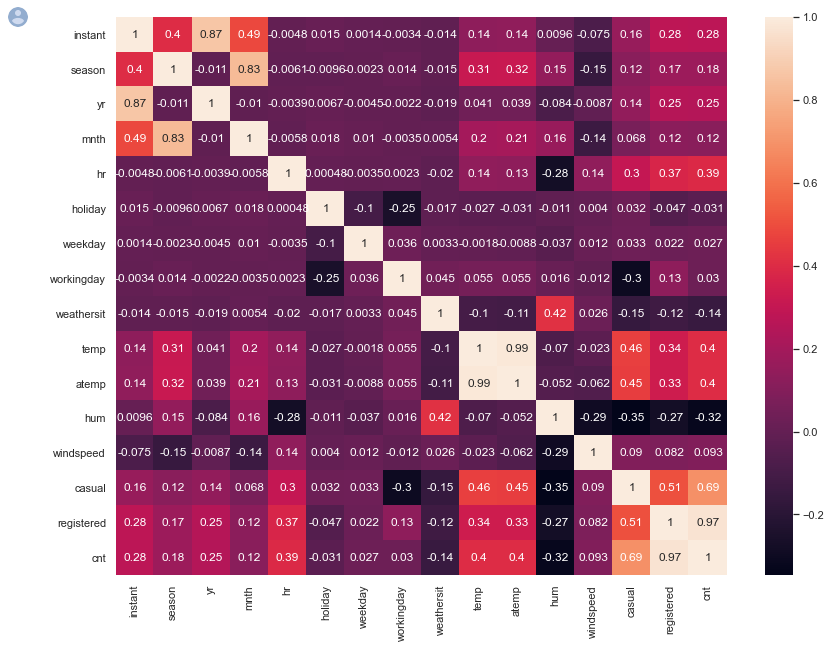 instant 1 0.4 0.87 0.49 -0.0048 0.015 0.0014 -0.0034 -0.014 0.14 0.14 0.0096 -0.075 0.16 0.28 0.28
season 0.4 1 -0.011 0.83 -0.0061 -0.0096 -0.0023 0.014 -0.015 0.31 0.32 0.15 -0.15 0.12 0.17 0.18
yr 0.87 -0.011 1 -0.01 -0.0039 0.0067 -0.0045 -0.0022 -0.019 0.041 0.039 -0.084 -0.0087 0.14 0.25 0.25
mnth 0.49 0.83 -0.01 1 -0.0058 0.018 0.01 -0.0035 0.0054 0.2 0.21 0.16 -0.14 0.068 0.12 0.12
hr -0.0048 -0.0061 -0.0039 -0.0058 1 0.00048 -0.0035 0.0023 -0.02 0.14 0.13 -0.28 0.14 0.3 0.37 0.39
holiday 0.015 -0.0096 0.0067 0.018 0.00048 1 -0.1 -0.25 -0.017 -0.027 -0.031 -0.011 0.004 0.032 -0.047 -0.031
weekday 0.0014 -0.0023 -0.0045 0.01 -0.0035 -0.1 1 0.036 0.0033 -0.0018 -0.0088 -0.037 0.012 0.033 0.022 0.027
workingday -0.0034 0.014 -0.0022 -0.0035 0.0023 -0.25 0.036 1 0.045 0.055 0.055 0.016 -0.012 -0.3 0.13 0.03
weathersit -0.014 -0.015 -0.019 0.0054 -0.02 -0.017 0.0033 0.045 1 -0.1 -0.11 0.42 0.026 -0.15 -0.12 -0.14
temp 0.14 0.31 0.041 0.2 0.14 -0.027 -0.0018 0.055 -0.1 1 0.99 -0.07 -0.023 0.46 0.34 0.4
atemp 0.14 0.32 0.039 0.21 0.13 -0.031 -0.0088 0.055 -0.11 0.99 1 -0.052 -0.062 0.45 0.33 0.4
hum 0.0096 0.15 -0.084 0.16 -0.28 -0.011 -0.037 0.016 0.42 -0.07 -0.052 1 -0.29 -0.35 -0.27 -0.32
windspeed -0.075 -0.15 -0.0087 -0.14 0.14 0.004 0.012 -0.012 0.026 -0.023 -0.062 -0.29 1 0.09 0.082 0.093
casual 0.16 0.12 0.14 0.068 0.3 0.032 0.033 -0.3 -0.15 0.46 0.45 -0.35 0.09 1 0.51 0.69
registered 0.28 0.17 0.25 0.12 0.37 -0.047 0.022 0.13 -0.12 0.34 0.33 -0.27 0.082 0.51 1 0.97
cnt 0.28 0.18 0.25 0.12 0.39 -0.031 0.027 0.03 -0.14 0.4 0.4 -0.32 0.093 0.69 0.97 1
instant season yr mnth hr holiday weekday workingday weathersit temp atemp hum windspeed casual registered cnt
1.0
0.8
0.6
0.4
0.2
0.0
−0.2